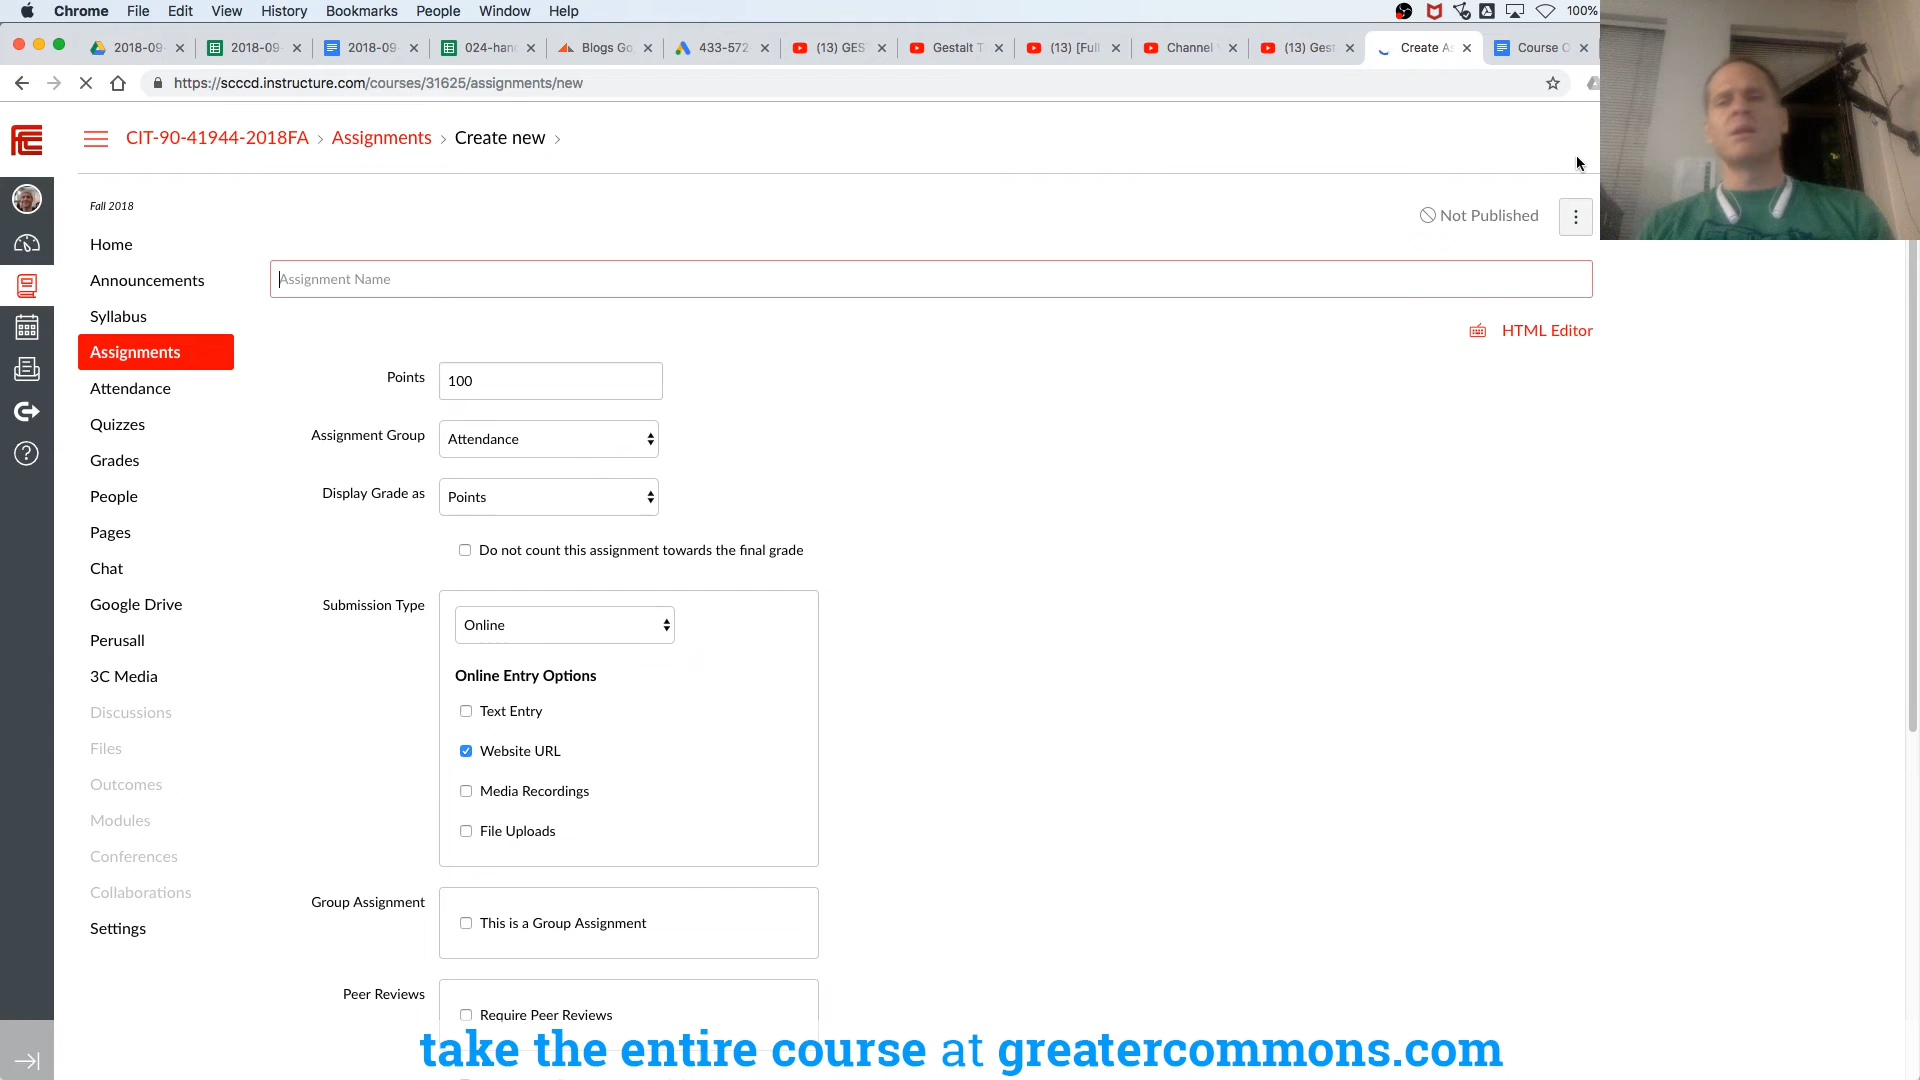 Chrome File Edit View History Bookmarks People Window Help 100%
2018-09- 2018-09- 2018-09- 024-han Blogs Go 433-572 (13) GES Gestalt T (13) [Full Channel (13) Gest Create As Course O
https://scccd.instructure.com/courses/31625/assignments/new
CIT-90-41944-2018FA › Assignments › Create new ›
Fall 2018
Not Published
Home
Announcements
Assignment Name
Syllabus
HTML Editor
Assignments
Points 100
Attendance
Quizzes
Assignment Group Attendance
Grades
People
Display Grade as Points
Pages
Do not count this assignment towards the final grade
Chat
Google Drive
Submission Type Online
Perusall
3C Media
Online Entry Options
Discussions
Text Entry
Files
Website URL
Outcomes
Media Recordings
Modules
File Uploads
Conferences
Collaborations
Group Assignment This is a Group Assignment
Settings
Peer Reviews Require Peer Reviews
take the entire course at greatercommons.com